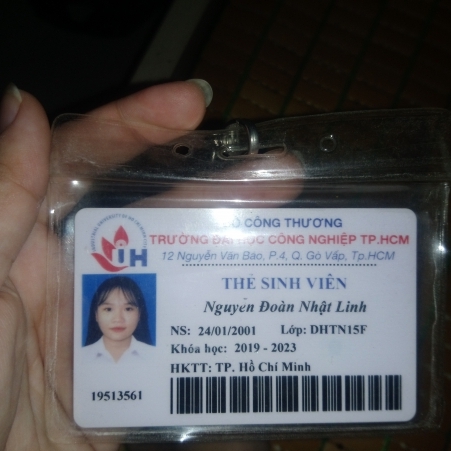 BỘ CÔNG THƯƠNG
TRƯỜNG ĐẠI HỌC CÔNG NGHIỆP TP.HCM
12 Nguyễn Văn Bảo, P.4, Q. Gò Vấp, Tp.HCM
THẺ SINH VIÊN
Nguyễn Đoàn Nhật Linh
NS: 24/01/2001 Lớp: DHTN15F
Khóa học: 2019 - 2023
HKTT: TP. Hồ Chí Minh
19513561